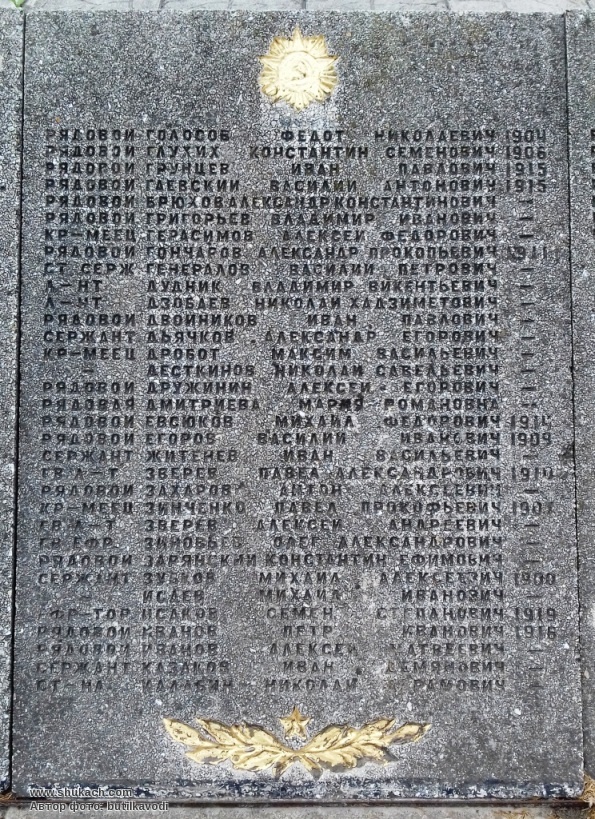 РЯДОВОЙ ГОЛОСОВ ФЕДОТ НИКОЛАЕВИЧ 1904
РЯДОВОЙ ГЛУХИХ КОНСТАНТИН СЕМЕНОВИЧ 1906
РЯДОВОЙ ГРУНЦЕВ ИВАН ПАВЛОВИЧ 1915
РЯДОВОЙ ГАЕВСКИЙ ВАСИЛИЙ АНТОНОВИЧ 1915
РЯДОВОЙ БРЮХОВ АЛЕКСАНДР КОНСТАНТИНОВИЧ —
РЯДОВОЙ ГРИГОРЬЕВ ВЛАДИМИР ИВАНОВИЧ —
КР-МЕЕЦ ГЕРАСИМОВ АЛЕКСЕЙ ФЕДОРОВИЧ —
РЯДОВОЙ ГОНЧАРОВ АЛЕКСАНДР ПРОКОПЬЕВИЧ 1911
СТ СЕРЖ ГЕНЕРАЛОВ ВАСИЛИЙ ПЕТРОВИЧ —
Л-НТ ДУДНИК ВЛАДИМИР ВИКЕНТЬЕВИЧ —
Л-НТ ДЗОБАЕВ НИКОЛАЙ ХАДЗИМЕТОВИЧ —
РЯДОВОЙ ДВОЙНИКОВ ИВАН ПАВЛОВИЧ —
СЕРЖАНТ ДЬЯЧКОВ АЛЕКСАНДР ЕГОРОВИЧ —
КР-МЕЕЦ ДРОБОТ МАКСИМ ВАСИЛЬЕВИЧ —
– ДЕСТКИНОВ НИКОЛАЙ САВЕЛЬЕВИЧ —
РЯДОВОЙ ДРУЖИНИН АЛЕКСЕЙ ЕГОРОВИЧ —
РЯДОВАЯ ДМИТРИЕВА МАРИЯ РОМАНОВНА —
РЯДОВОЙ ЕВСЮКОВ МИХАИЛ ФЕДОРОВИЧ 1914
РЯДОВОЙ ЕГОРОВ ВАСИЛИЙ ИВАНОВИЧ 1909
СЕРЖАНТ ЖИТЕНЕВ ИВАН ВАСИЛЬЕВИЧ —
ГВ Л-Т ЗВЕРЕВ ПАВЕЛ АЛЕКСАНДРОВИЧ
РЯДОВОЙ ЗАХАРОВ АНТОН АЛЕКСЕЕВИЧ —
КР-МЕЕЦ ЗИНЧЕНКО ПАВЕЛ ПРОКОФЬЕВИЧ
ГВ Л-Т ЗВЕРЕВ АЛЕКСЕЙ АНДРЕЕВИЧ —
ГВ ЕФР ЗИНОВЬЕВ ОЛЕГ АЛЕКСАНДРОВИЧ —
РЯДОВОЙ ЗАРЯНСКИЙ КОНСТАНТИН ЕФИМОВИЧ —
СЕРЖАНТ ЗУБКОВ МИХАИЛ АЛЕКСЕЕВИЧ 1900
– ИСАЕВ МИХАИЛ ИВАНОВИЧ —
ЕФР-ТОР ИСАКОВ СЕМЕН СТЕПАНОВИЧ 1919
РЯДОВОЙ ИВАНОВ ПЕТР ИВАНОВИЧ 1916
РЯДОВОЙ ИВАНОВ АЛЕКСЕЙ МАТВЕЕВИЧ —
СЕРЖАНТ КАЗАКОВ ИВАН ДЕМЯНОВИЧ —
НИКОЛАЙ —
www.shukach.com
Автор фото: butilkavodi